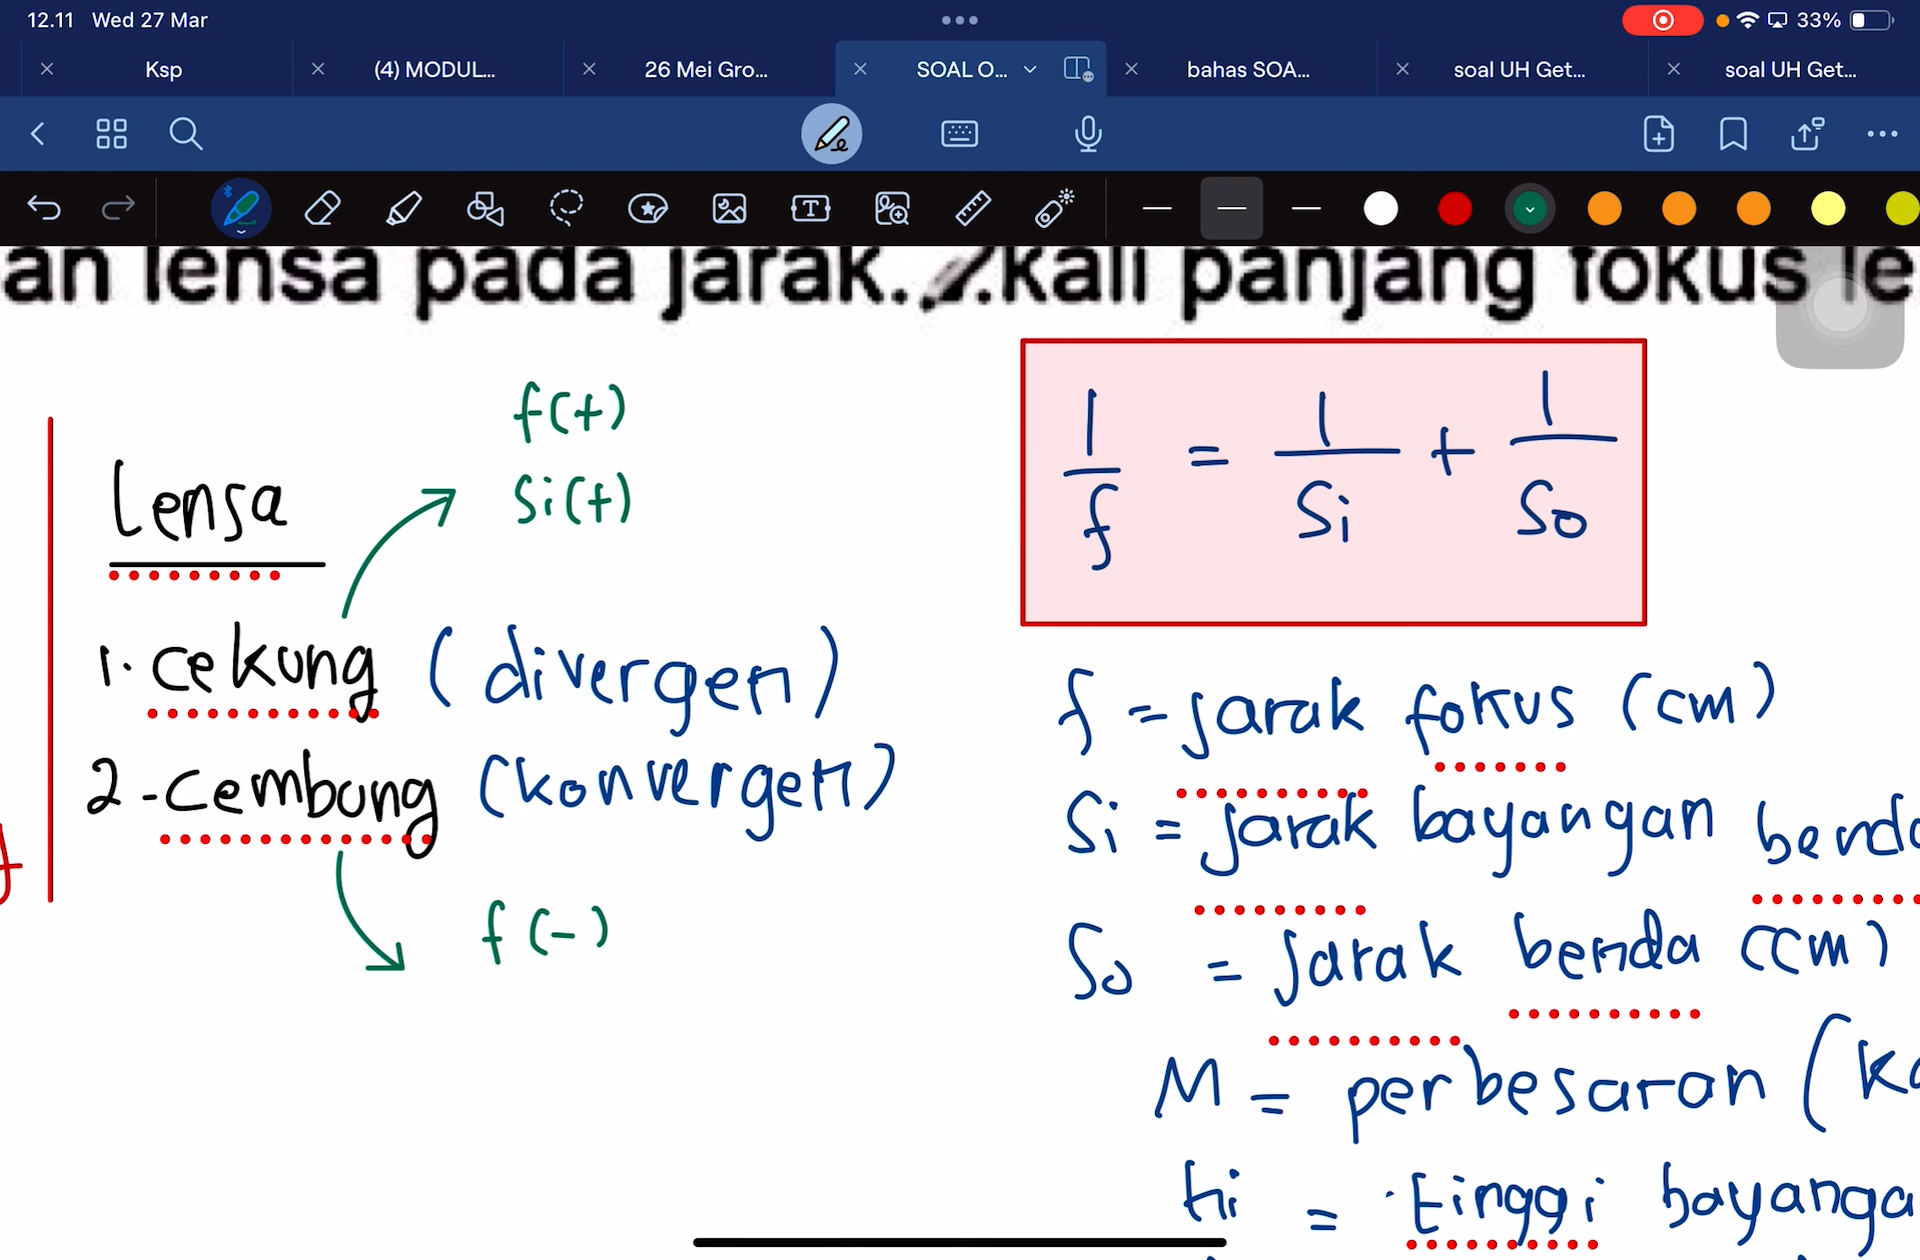 12.11 Wed 27 Mar
33%
Ksp
(4) MODUL...
26 Mei Gro...
SOAL O...
bahas SOA...
soal UH Get...
soal UH Get...
an lensa pada jarak...kali panjang fokus le
f(+)
Si(+)
Lensa
1. cekung (divergen)
2 - cembung (konvergen)
f (-)
1/f = 1/Si + 1/So
f = jarak fokus (cm)
Si = jarak bayangan benda
So = jarak benda (cm)
M = perbesaran (ka
hi = tinggi bayanga